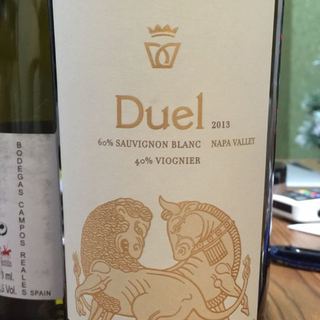 Duel 2013
60% SAUVIGNON BLANC NAPA VALLEY
40% VIOGNIER
BODEGAS CAMPOS REALES
SPAIN